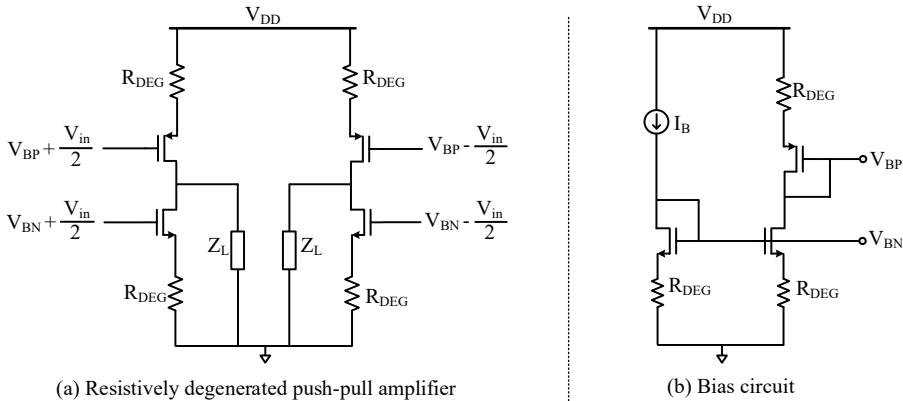 V_DD
R_DEG
R_DEG
V_BP + V_in/2
V_BP - V_in/2
V_BN + V_in/2
V_BN - V_in/2
Z_L
Z_L
R_DEG
R_DEG
(a) Resistively degenerated push-pull amplifier
V_DD
R_DEG
I_B
V_BP
V_BN
R_DEG
R_DEG
(b) Bias circuit